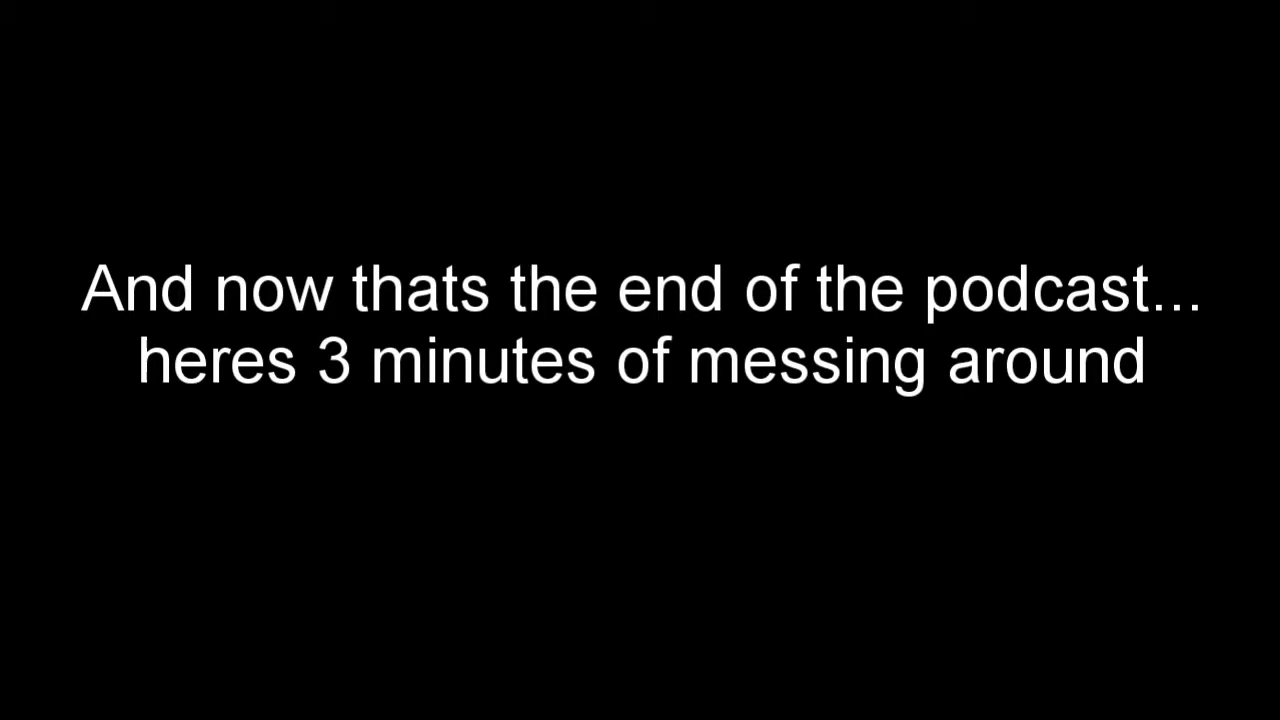 And now thats the end of the podcast...
heres 3 minutes of messing around